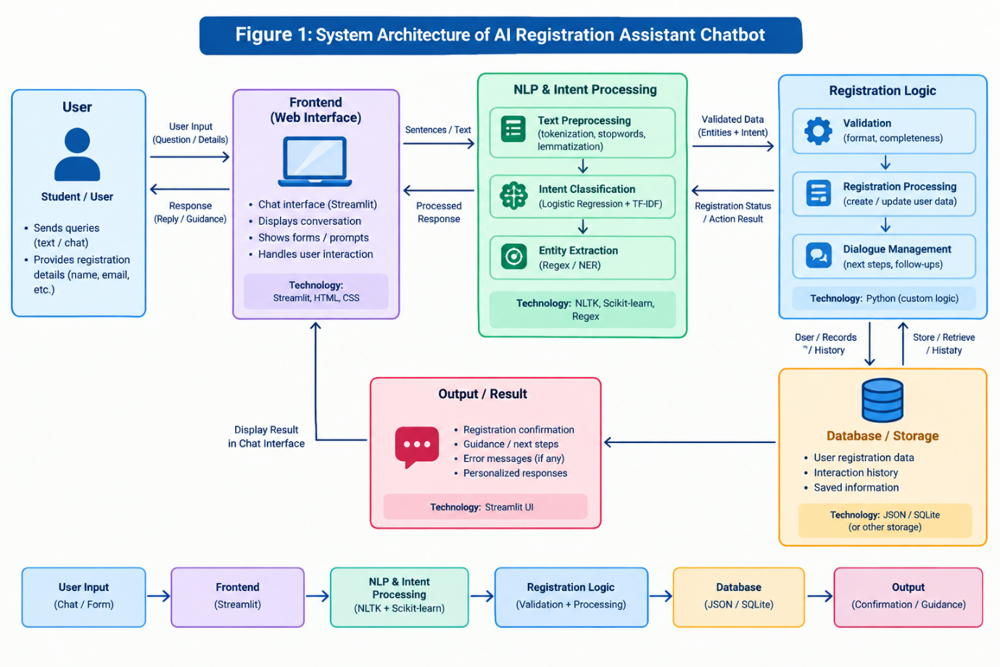 Figure 1: System Architecture of AI Registration Assistant Chatbot
User
Student / User
• Sends queries
(text / chat)
• Provides registration
details (name, email,
etc.)
User Input
(Question / Details)
Response
(Reply / Guidance)
Frontend
(Web Interface)
• Chat interface (Streamlit)
• Displays conversation
• Shows forms / prompts
• Handles user interaction
Technology:
Streamlit, HTML, CSS
Sentences / Text
Processed
Response
NLP & Intent Processing
Text Preprocessing
(tokenization, stopwords,
lemmatization)
Intent Classification
(Logistic Regression + TF-IDF)
Entity Extraction
(Regex / NER)
Technology: NLTK, Scikit-learn,
Regex
Validated Data
(Entities + Intent)
Registration Status
/ Action Result
Registration Logic
Validation
(format, completeness)
Registration Processing
(create / update user data)
Dialogue Management
(next steps, follow-ups)
Technology: Python (custom logic)
Dser / Records
/ History
Store / Retrieve
/ Histaty
Database / Storage
• User registration data
• Interaction history
• Saved information
Technology: JSON / SQLite
(or other storage)
Output / Result
• Registration confirmation
• Guidance / next steps
• Error messages (if any)
• Personalized responses
Technology: Streamlit UI
Display Result
in Chat Interface
User Input
(Chat / Form)
Frontend
(Streamlit)
NLP & Intent
Processing
(NLTK + Scikit-learn)
Registration Logic
(Validation + Processing)
Database
(JSON / SQLite)
Output
(Confirmation / Guidance)